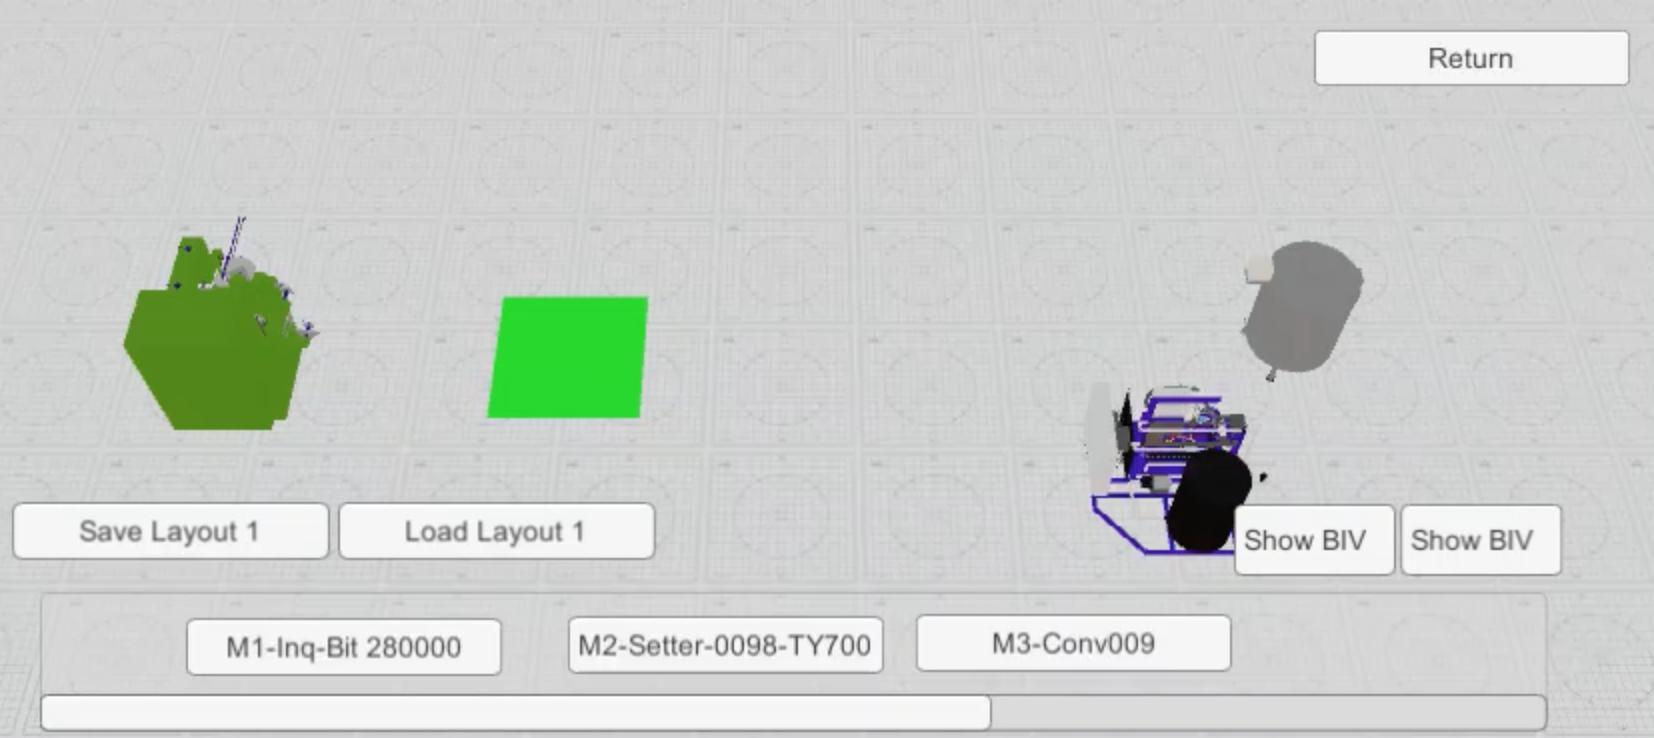 Return
Save Layout 1
Load Layout 1
Show BIV
Show BIV
M1-Inq-Bit 280000
M2-Setter-0098-TY700
M3-Conv009